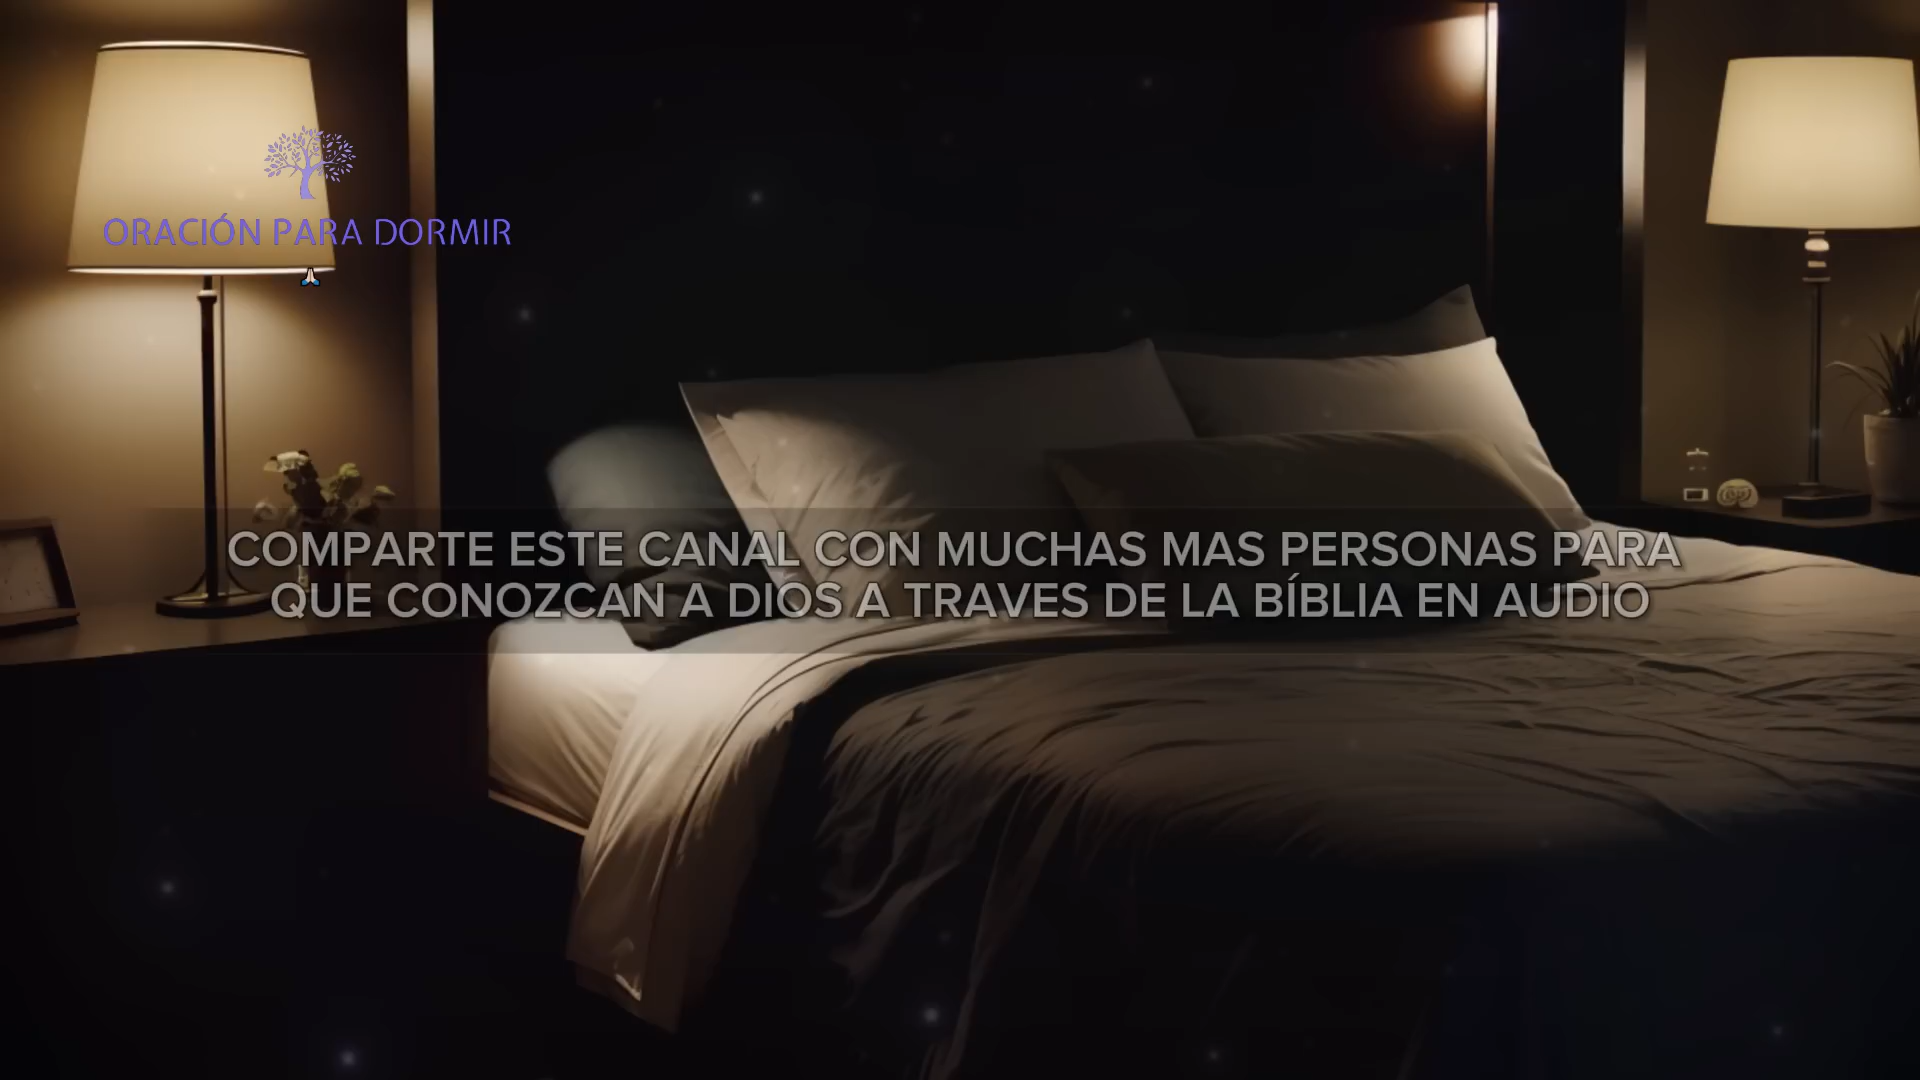 ORACIÓN PARA DORMIR
COMPARTE ESTE CANAL CON MUCHAS MAS PERSONAS PARA
QUE CONOZCAN A DIOS A TRAVES DE LA BÍBLIA EN AUDIO